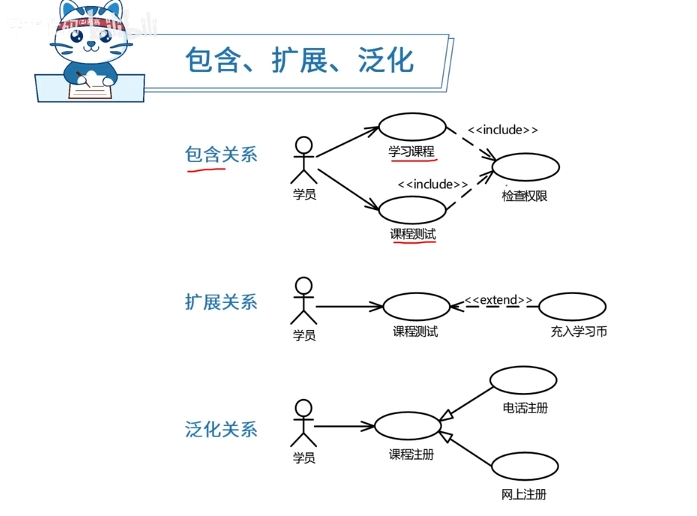 包含、扩展、泛化
包含关系
学员
学习课程
<<include>>
<<include>>
检查权限
课程测试
扩展关系
学员
课程测试
<<extend>>
充入学习币
泛化关系
学员
课程注册
电话注册
网上注册